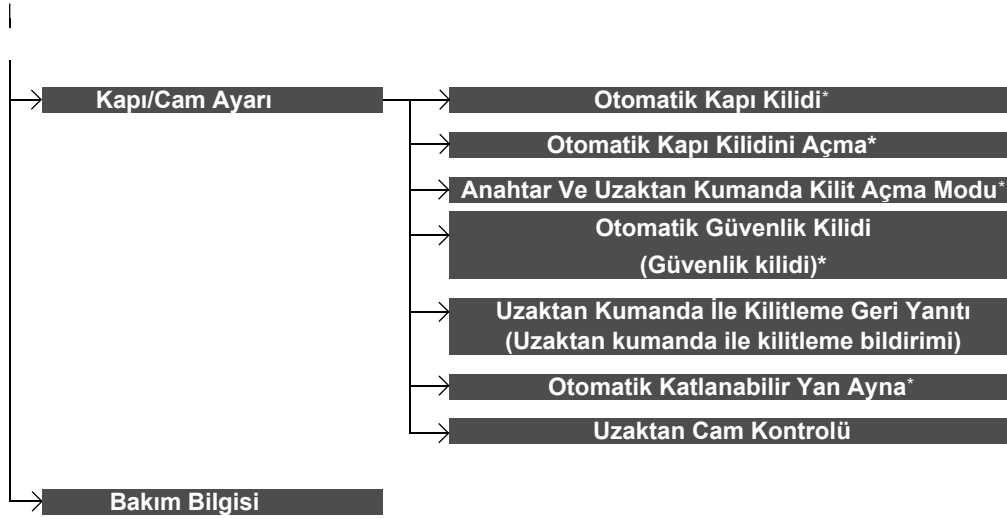 Kapı/Cam Ayarı
Otomatik Kapı Kilidi*
Otomatik Kapı Kilidini Açma*
Anahtar Ve Uzaktan Kumanda Kilit Açma Modu*
Otomatik Güvenlik Kilidi
(Güvenlik kilidi)*
Uzaktan Kumanda İle Kilitleme Geri Yanıtı
(Uzaktan kumanda ile kilitleme bildirimi)
Otomatik Katlanabilir Yan Ayna*
Uzaktan Cam Kontrolü
Bakım Bilgisi